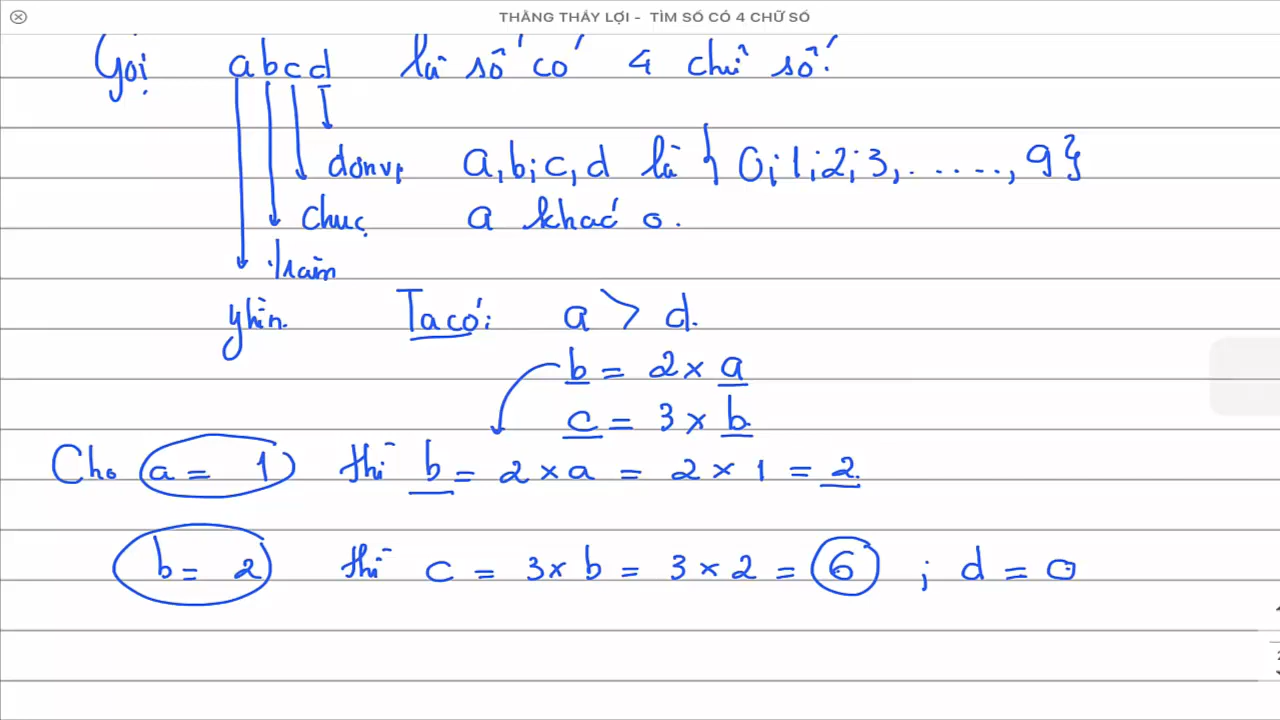 THẰNG THẦY LỢI - TÌM SỐ CÓ 4 CHỮ SỐ
Gọi abcd là số có 4 chữ số.
đơn vị a, b; c, d là { 0; 1; 2; 3, ....., 9}
chục a khác 0.
trăm
nghìn. Ta có: a > d.
b = 2 × a
c = 3 × b
Cho a = 1 thì b = 2 × a = 2 × 1 = 2.
b = 2 thì c = 3 × b = 3 × 2 = 6 ; d = 0